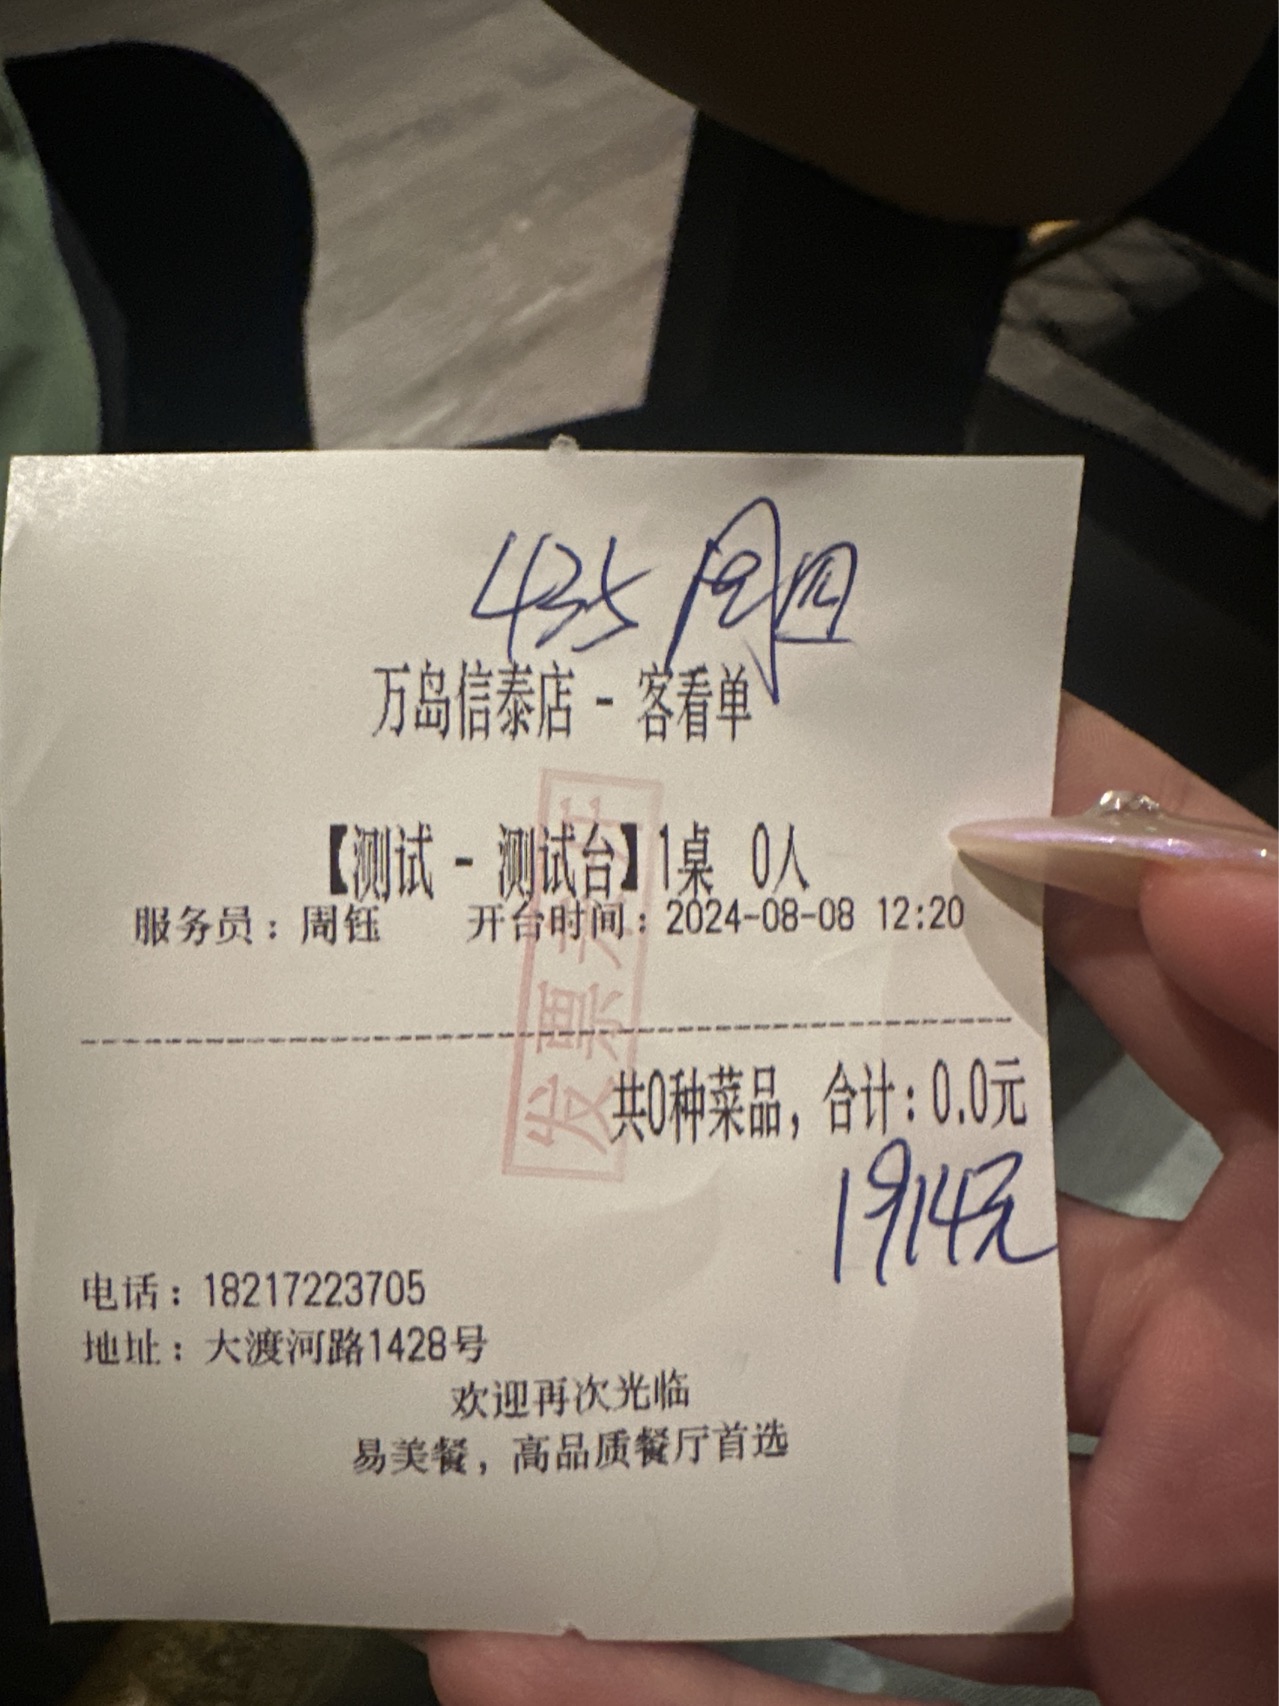 435 周四
万岛信泰店 - 客看单
【测试 - 测试台】1桌 0人
服务员：周钰 开台时间：2024-08-08 12:20
发票已开
共0种菜品，合计：0.0元
1914元
电话：18217223705
地址：大渡河路1428号
欢迎再次光临
易美餐，高品质餐厅首选